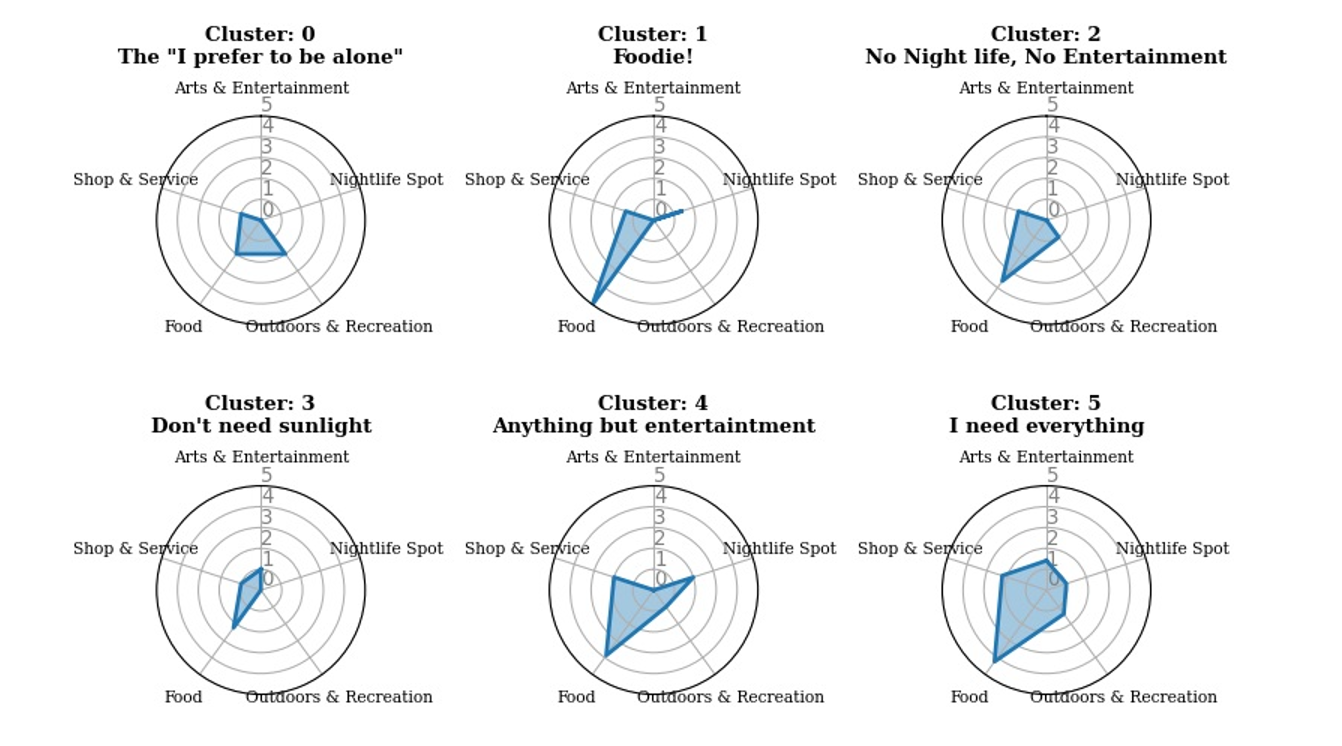 Cluster: 0
The "I prefer to be alone"
Arts & Entertainment
5
4
3
2
1
0
Shop & Service
Nightlife Spot
Food
Outdoors & Recreation
Cluster: 1
Foodie!
Arts & Entertainment
5
4
3
2
1
0
Shop & Service
Nightlife Spot
Food
Outdoors & Recreation
Cluster: 2
No Night life, No Entertainment
Arts & Entertainment
5
4
3
2
1
0
Shop & Service
Nightlife Spot
Food
Outdoors & Recreation
Cluster: 3
Don't need sunlight
Arts & Entertainment
5
4
3
2
1
0
Shop & Service
Nightlife Spot
Food
Outdoors & Recreation
Cluster: 4
Anything but entertaintment
Arts & Entertainment
5
4
3
2
1
0
Shop & Service
Nightlife Spot
Food
Outdoors & Recreation
Cluster: 5
I need everything
Arts & Entertainment
5
4
3
2
1
0
Shop & Service
Nightlife Spot
Food
Outdoors & Recreation